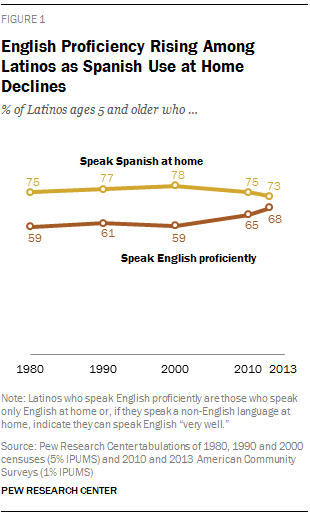 FIGURE 1
English Proficiency Rising Among
Latinos as Spanish Use at Home
Declines
% of Latinos ages 5 and older who ...
Speak Spanish at home
75 77 78 75 73
59 61 59 65 68
Speak English proficiently
1980 1990 2000 2010 2013
Note: Latinos who speak English proficiently are those who speak
only English at home or, if they speak a non-English language at
home, indicate they can speak English “very well.”
Source: Pew Research Center tabulations of 1980, 1990 and 2000
censuses (5% IPUMS) and 2010 and 2013 American Community
Surveys (1% IPUMS)
PEW RESEARCH CENTER